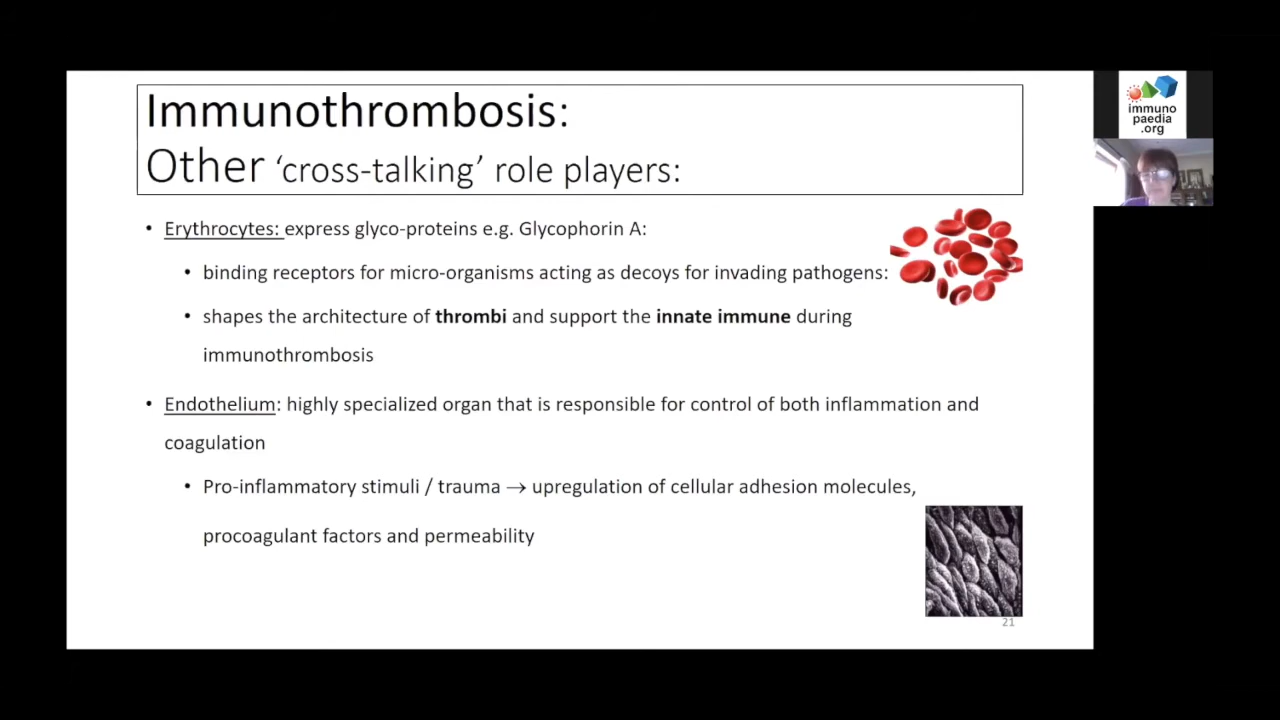 Immunothrombosis:
Other ‘cross-talking’ role players:
• Erythrocytes: express glyco-proteins e.g. Glycophorin A:
• binding receptors for micro-organisms acting as decoys for invading pathogens:
• shapes the architecture of thrombi and support the innate immune during
immunothrombosis
• Endothelium: highly specialized organ that is responsible for control of both inflammation and
coagulation
• Pro-inflammatory stimuli / trauma → upregulation of cellular adhesion molecules,
procoagulant factors and permeability
21
immuno
paedia
.org